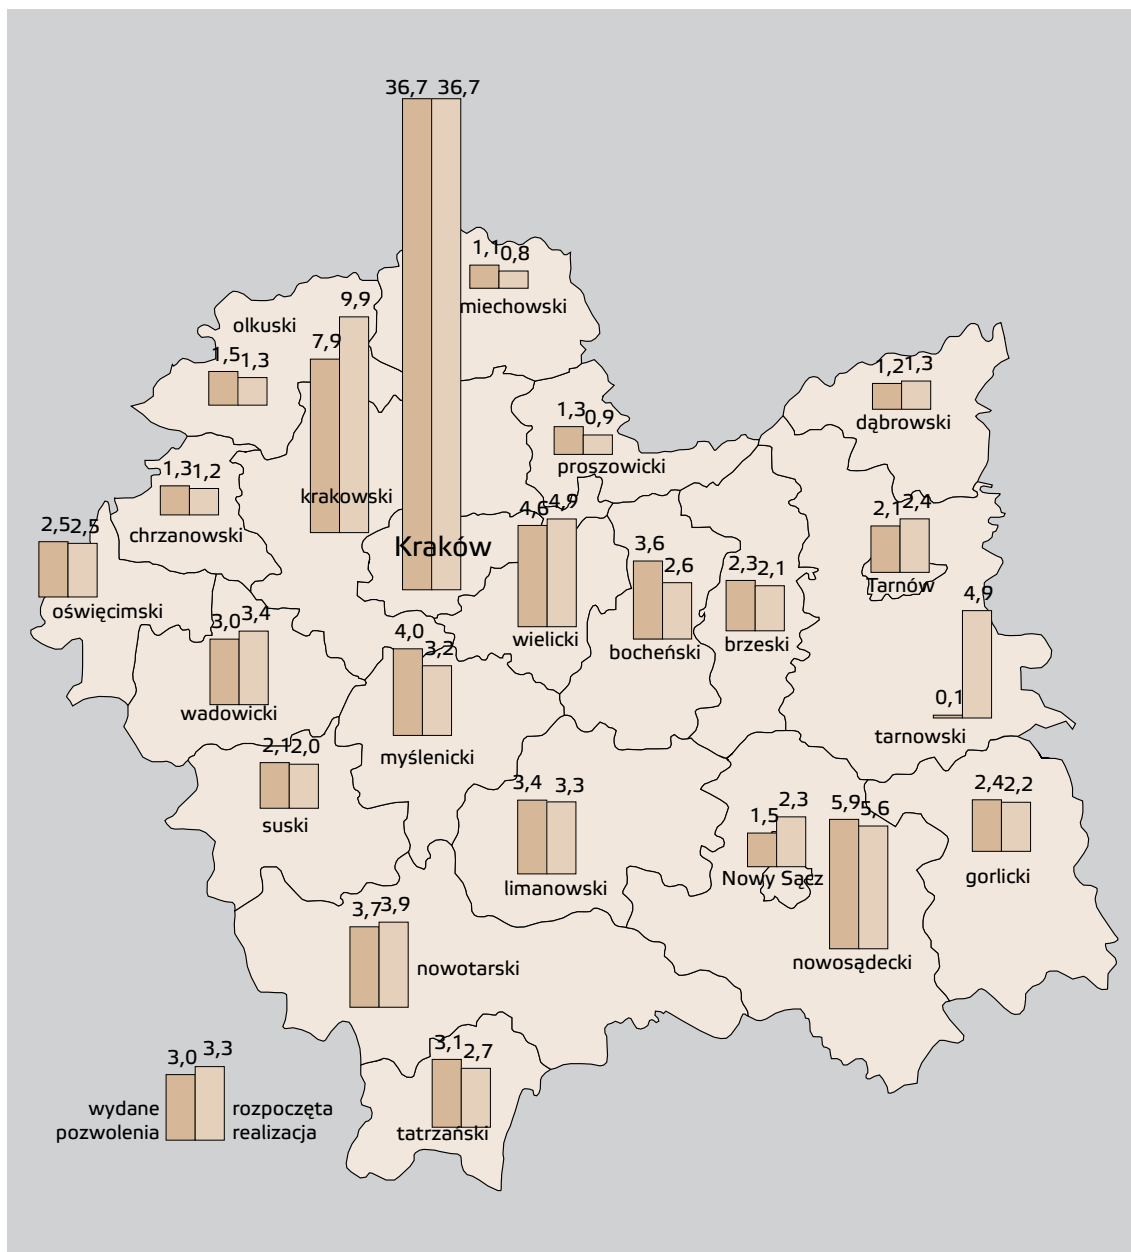 36,7 36,7
1,1 0,8
miechowski
9,9
olkuski
7,9
1,5 1,3
krakowski
1,2 1,3
dąbrowski
1,3 0,9
proszowicki
1,3 1,2
chrzanowski
2,5 2,5
oświęcimski
Kraków
4,6 4,9
wielicki
3,6
2,6
bocheński
2,3 2,1
brzeski
2,1 2,4
Tarnów
4,9
0,1
tarnowski
3,0 3,4
wadowicki
4,0
3,2
myślenicki
2,1 2,0
suski
3,4 3,3
limanowski
2,3
1,5
Nowy Sącz
5,9 5,6
nowosądecki
2,4 2,2
gorlicki
3,7 3,9
nowotarski
3,1 2,7
tatrzański
3,0 3,3
wydane
pozwolenia
rozpoczęta
realizacja